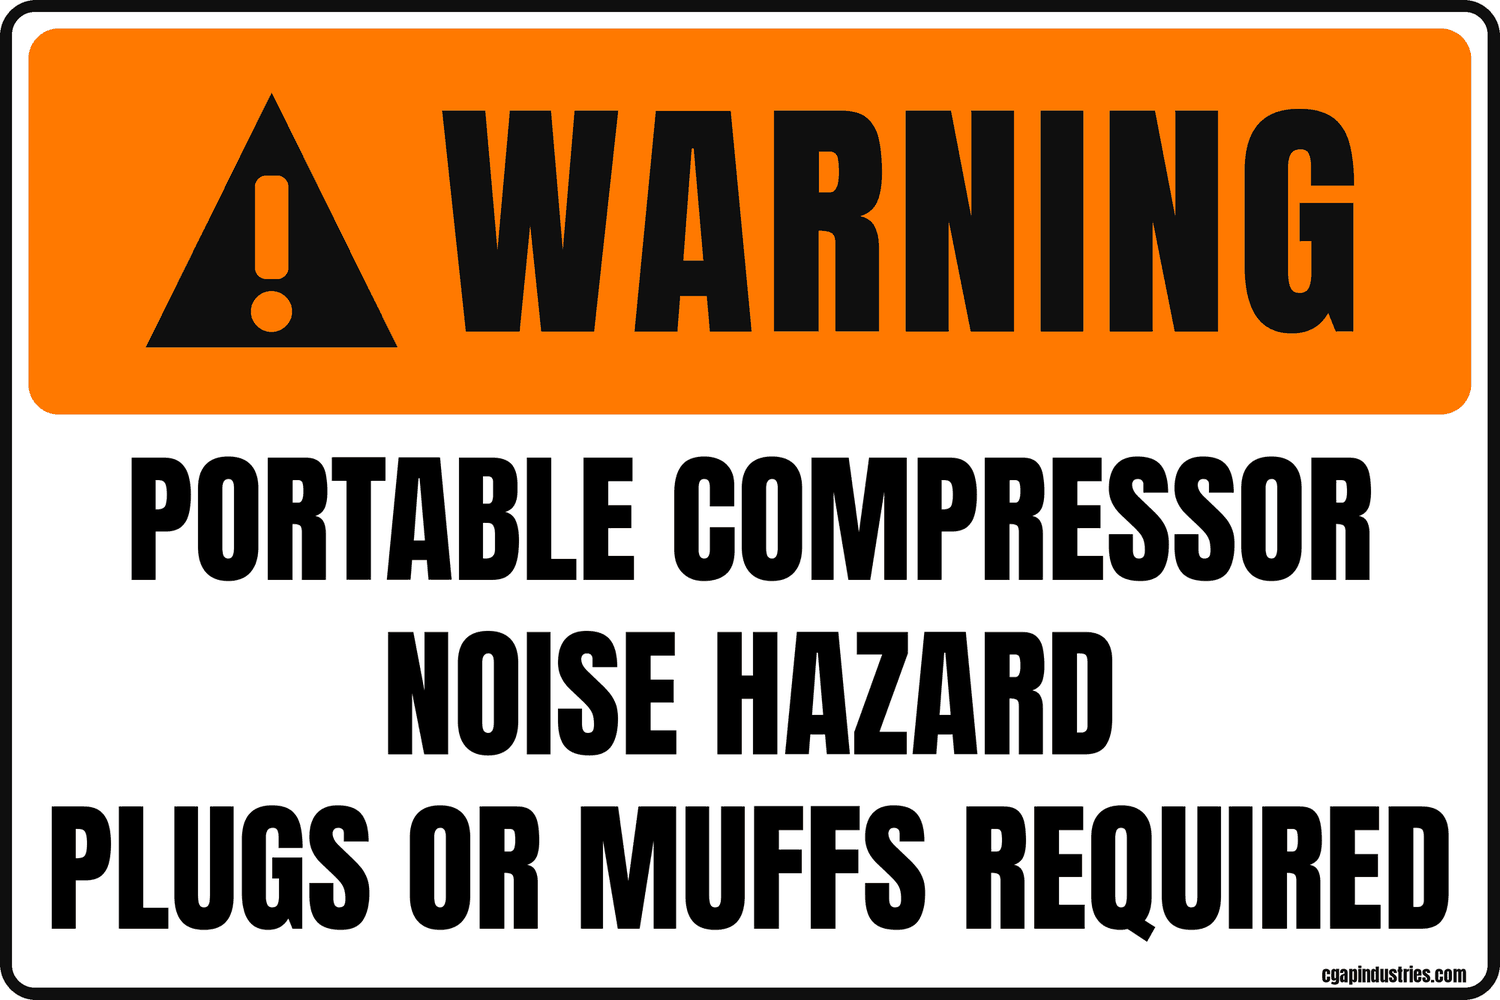 WARNING
PORTABLE COMPRESSOR
NOISE HAZARD
PLUGS OR MUFFS REQUIRED
cgapindustries.com